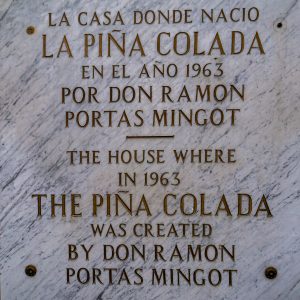 LA CASA DONDE NACIO
LA PIÑA COLADA
EN EL AÑO 1963
POR DON RAMON
PORTAS MINGOT
THE HOUSE WHERE
IN 1963
THE PIÑA COLADA
WAS CREATED
BY DON RAMON
PORTAS MINGOT